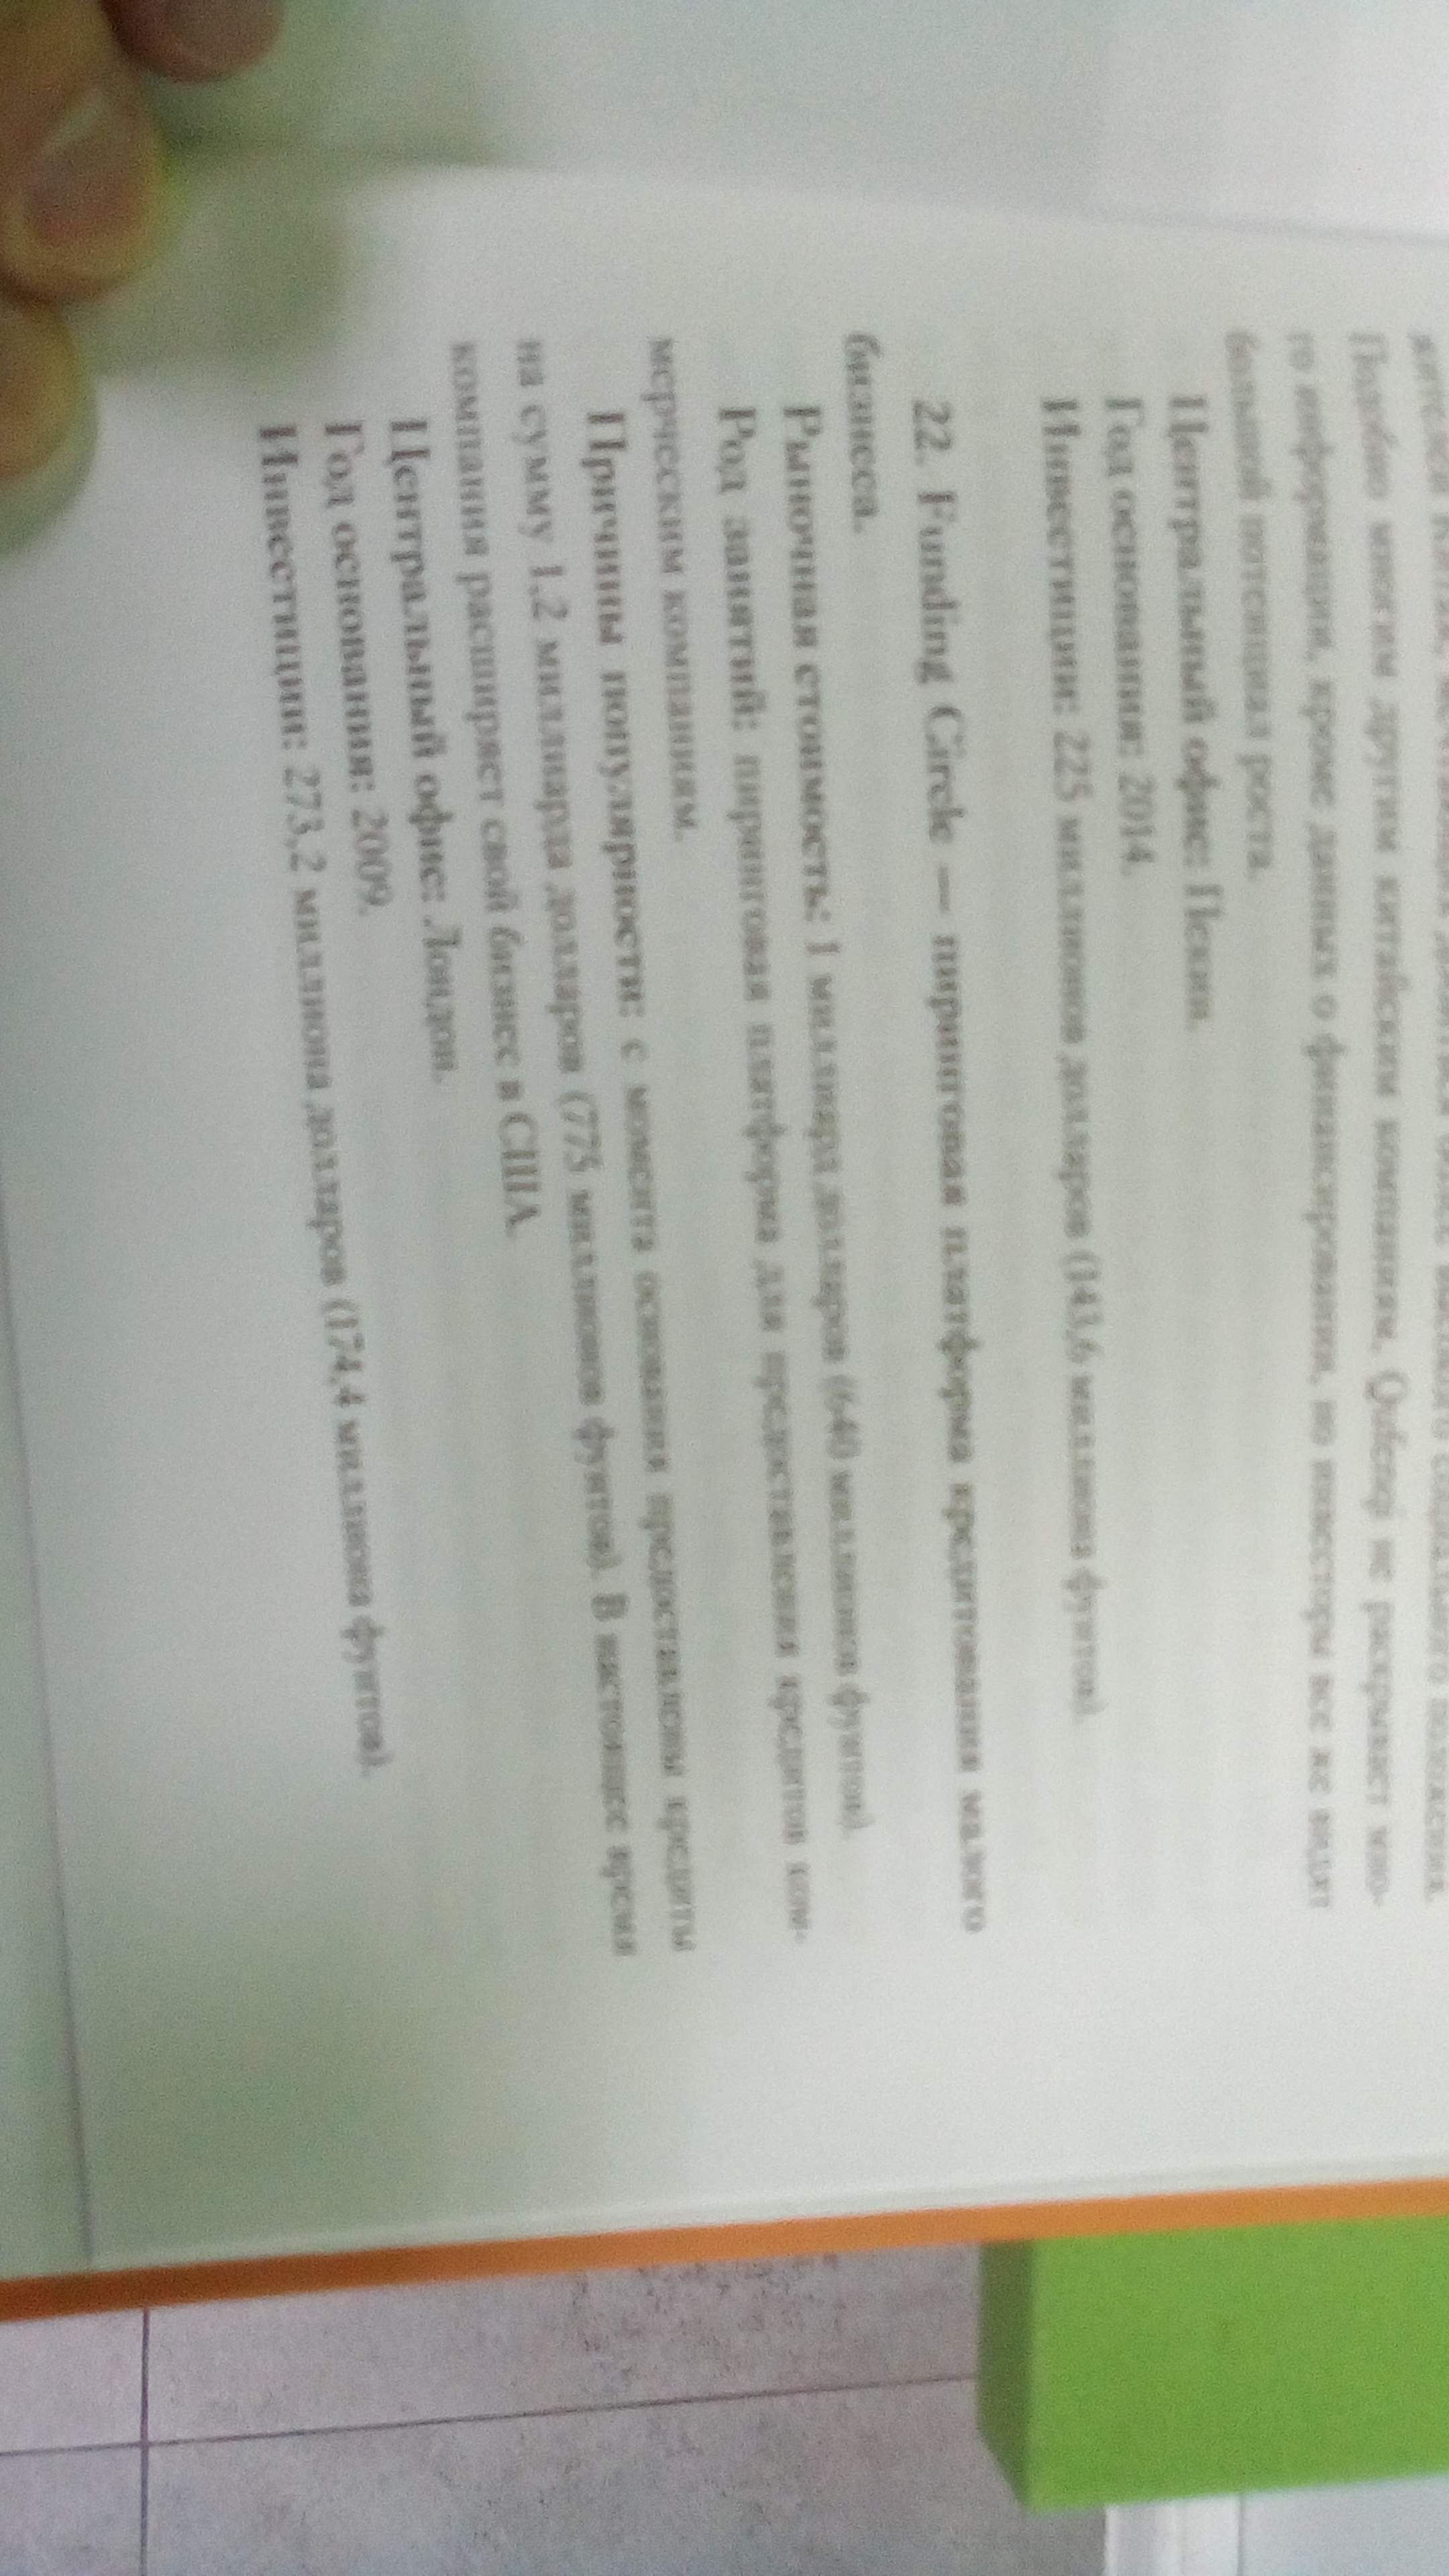 жителей Китая, мечтающих добиться более высокого социального положения.
Подобно многим другим китайским компаниям, Qufenqi не раскрывает мно-
го информации, кроме данных о финансировании, но инвесторы все же видят
большой потенциал роста.
Центральный офис: Пекин.
Год основания: 2014.
Инвестиции: 225 миллионов долларов (143,6 миллиона фунтов).
22. Funding Circle — пиринговая платформа кредитования малого
бизнеса.
Рыночная стоимость: 1 миллиард долларов (640 миллионов фунтов).
Род занятий: пиринговая платформа для предоставления кредитов ком-
мерческим компаниям.
Причины популярности: с момента основания предоставлены кредиты
на сумму 1,2 миллиарда долларов (775 миллионов фунтов). В настоящее время
компания расширяет свой бизнес в США.
Центральный офис: Лондон.
Год основания: 2009.
Инвестиции: 273,2 миллиона долларов (174,4 миллиона фунтов).